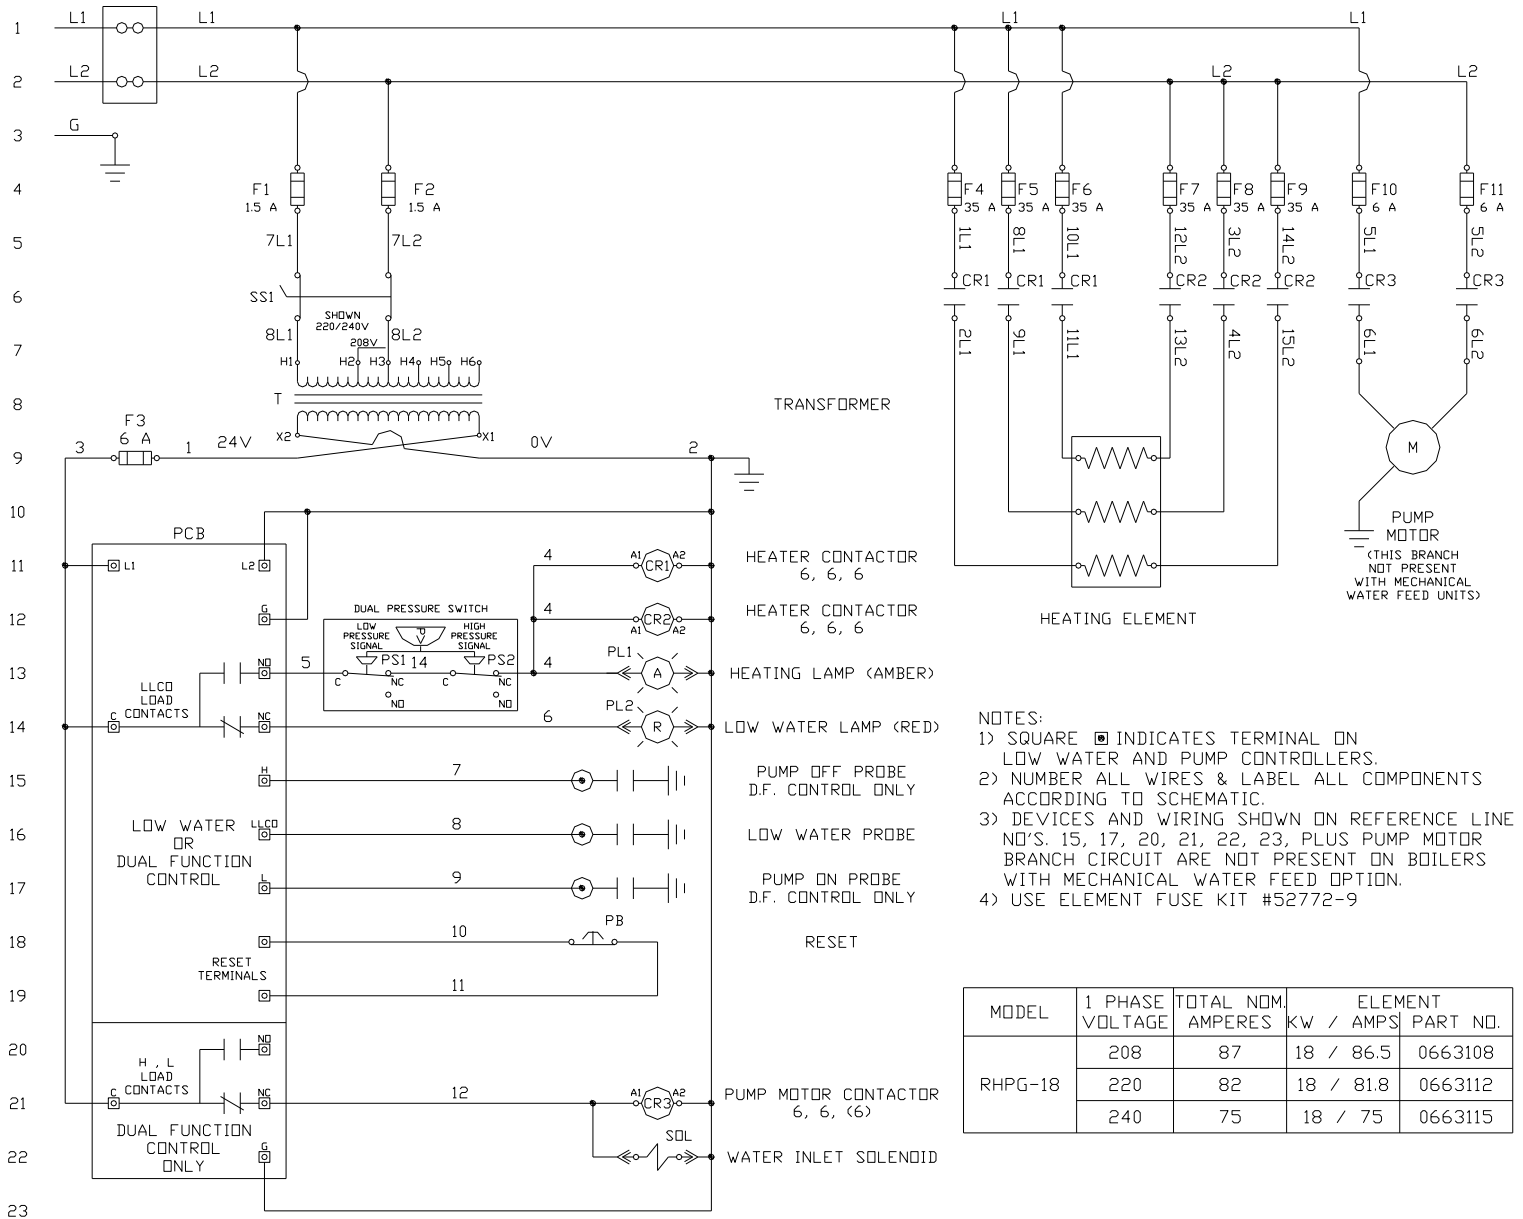 1 L1 L1 L1 L1
2 L2 L2 L2 L2
3 G
4 F1 F2 F4 F5 F6 F7 F8 F9 F10 F11
1.5 A 1.5 A 35 A 35 A 35 A 35 A 35 A 35 A 6 A 6 A
5 7L1 7L2 1L1 8L1 10L1 12L2 3L2 14L2 5L1 5L2
CR1 CR1 CR1 CR2 CR2 CR2 CR3 CR3
6 SS1
SHOWN
220/240V
8L1 8L2
208V
7 2L1 9L1 11L1 13L2 4L2 15L2 6L1 6L2
H1 H2 H3 H4 H5 H6
8 T TRANSFORMER
F3
6 A
X2 X1
9 3 1 24V 0V 2
M
PUMP
MOTOR
(THIS BRANCH
NOT PRESENT
WITH MECHANICAL
WATER FEED UNITS)
HEATING ELEMENT
10
PCB
11 L1 L2 4 A1 CR1 A2
HEATER CONTACTOR
6, 6, 6
12 G 4 A1 CR2 A2
HEATER CONTACTOR
6, 6, 6
DUAL PRESSURE SWITCH
LOW
PRESSURE
SIGNAL
P
V
HIGH
PRESSURE
SIGNAL
PS1 14 PS2
13 NO 5 C NC C NC 4 PL1 A HEATING LAMP (AMBER)
NO NO
LLCO
LOAD
CONTACTS
14 C NC 6 PL2 R LOW WATER LAMP (RED)
15 H 7
PUMP OFF PROBE
D.F. CONTROL ONLY
LOW WATER
OR
DUAL FUNCTION
CONTROL
16 LLCO 8 LOW WATER PROBE
17 L 9
PUMP ON PROBE
D.F. CONTROL ONLY
18 10 PB RESET
RESET
TERMINALS
19 11
20 NO
H , L
LOAD
CONTACTS
21 C NC 12 A1 CR3 A2
PUMP MOTOR CONTACTOR
6, 6, (6)
DUAL FUNCTION
CONTROL
ONLY
22 G SOL WATER INLET SOLENOID
23
NOTES:
1) SQUARE INDICATES TERMINAL ON
LOW WATER AND PUMP CONTROLLERS.
2) NUMBER ALL WIRES & LABEL ALL COMPONENTS
ACCORDING TO SCHEMATIC.
3) DEVICES AND WIRING SHOWN ON REFERENCE LINE
NO'S. 15, 17, 20, 21, 22, 23, PLUS PUMP MOTOR
BRANCH CIRCUIT ARE NOT PRESENT ON BOILERS
WITH MECHANICAL WATER FEED OPTION.
4) USE ELEMENT FUSE KIT #52772-9
MODEL 1 PHASE VOLTAGE TOTAL NOM. AMPERES ELEMENT
KW / AMPS PART NO.
RHPG-18
208 87 18 / 86.5 0663108
220 82 18 / 81.8 0663112
240 75 18 / 75 0663115